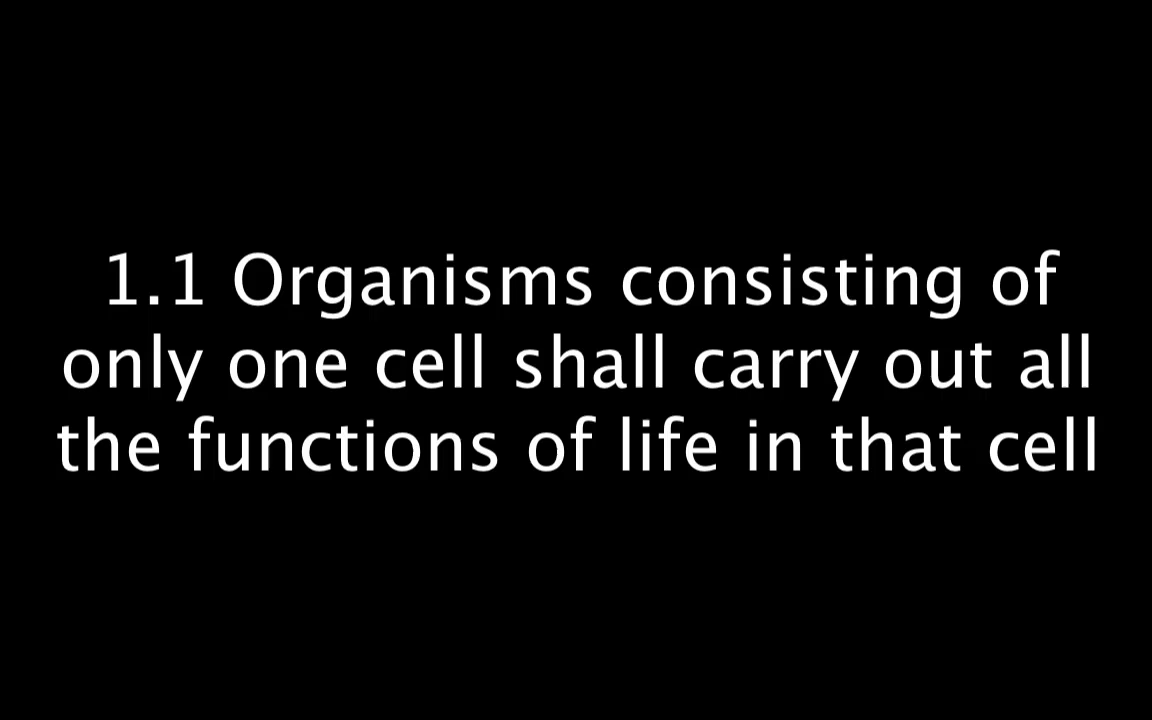 1.1 Organisms consisting of
only one cell shall carry out all
the functions of life in that cell